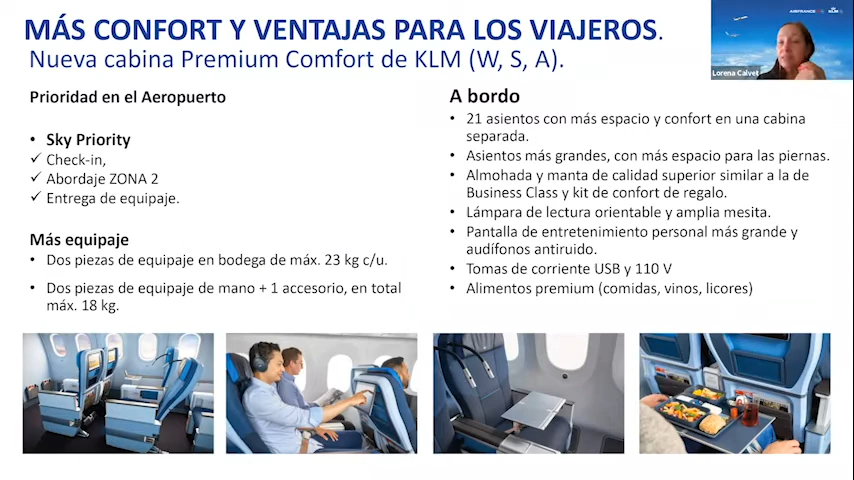 MÁS CONFORT Y VENTAJAS PARA LOS VIAJEROS.
Nueva cabina Premium Comfort de KLM (W, S, A).
AIRFRANCE KLM
Lorena Calvet
Prioridad en el Aeropuerto
• Sky Priority
✓ Check-in,
✓ Abordaje ZONA 2
✓ Entrega de equipaje.
Más equipaje
• Dos piezas de equipaje en bodega de máx. 23 kg c/u.
• Dos piezas de equipaje de mano + 1 accesorio, en total
máx. 18 kg.
A bordo
• 21 asientos con más espacio y confort en una cabina
separada.
• Asientos más grandes, con más espacio para las piernas.
• Almohada y manta de calidad superior similar a la de
Business Class y kit de confort de regalo.
• Lámpara de lectura orientable y amplia mesita.
• Pantalla de entretenimiento personal más grande y
audífonos antiruido.
• Tomas de corriente USB y 110 V
• Alimentos premium (comidas, vinos, licores)